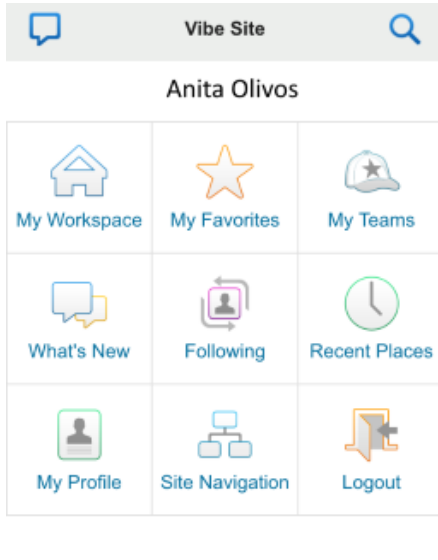 Vibe Site
Anita Olivos
My Workspace My Favorites My Teams
What's New Following Recent Places
My Profile Site Navigation Logout